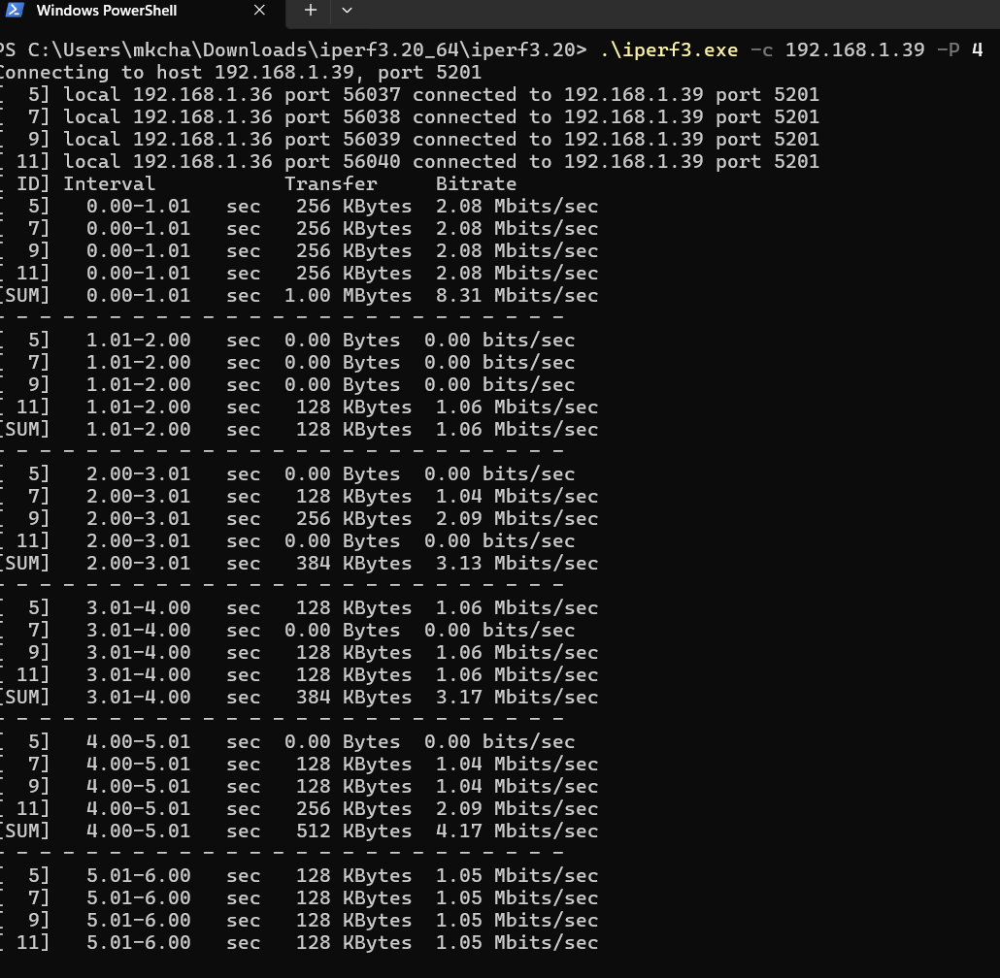 Windows PowerShell
PS C:\Users\mkcha\Downloads\iperf3.20_64\iperf3.20> .\iperf3.exe -c 192.168.1.39 -P 4
Connecting to host 192.168.1.39, port 5201
[  5] local 192.168.1.36 port 56037 connected to 192.168.1.39 port 5201
[  7] local 192.168.1.36 port 56038 connected to 192.168.1.39 port 5201
[  9] local 192.168.1.36 port 56039 connected to 192.168.1.39 port 5201
[ 11] local 192.168.1.36 port 56040 connected to 192.168.1.39 port 5201
[ ID] Interval           Transfer     Bitrate
[  5]   0.00-1.01   sec   256 KBytes  2.08 Mbits/sec
[  7]   0.00-1.01   sec   256 KBytes  2.08 Mbits/sec
[  9]   0.00-1.01   sec   256 KBytes  2.08 Mbits/sec
[ 11]   0.00-1.01   sec   256 KBytes  2.08 Mbits/sec
[SUM]   0.00-1.01   sec  1.00 MBytes  8.31 Mbits/sec
- - - - - - - - - - - - - - - - - - - - - - - - -
[  5]   1.01-2.00   sec  0.00 Bytes  0.00 bits/sec
[  7]   1.01-2.00   sec  0.00 Bytes  0.00 bits/sec
[  9]   1.01-2.00   sec  0.00 Bytes  0.00 bits/sec
[ 11]   1.01-2.00   sec   128 KBytes  1.06 Mbits/sec
[SUM]   1.01-2.00   sec   128 KBytes  1.06 Mbits/sec
- - - - - - - - - - - - - - - - - - - - - - - - -
[  5]   2.00-3.01   sec  0.00 Bytes  0.00 bits/sec
[  7]   2.00-3.01   sec   128 KBytes  1.04 Mbits/sec
[  9]   2.00-3.01   sec   256 KBytes  2.09 Mbits/sec
[ 11]   2.00-3.01   sec  0.00 Bytes  0.00 bits/sec
[SUM]   2.00-3.01   sec   384 KBytes  3.13 Mbits/sec
- - - - - - - - - - - - - - - - - - - - - - - - -
[  5]   3.01-4.00   sec   128 KBytes  1.06 Mbits/sec
[  7]   3.01-4.00   sec  0.00 Bytes  0.00 bits/sec
[  9]   3.01-4.00   sec   128 KBytes  1.06 Mbits/sec
[ 11]   3.01-4.00   sec   128 KBytes  1.06 Mbits/sec
[SUM]   3.01-4.00   sec   384 KBytes  3.17 Mbits/sec
- - - - - - - - - - - - - - - - - - - - - - - - -
[  5]   4.00-5.01   sec  0.00 Bytes  0.00 bits/sec
[  7]   4.00-5.01   sec   128 KBytes  1.04 Mbits/sec
[  9]   4.00-5.01   sec   128 KBytes  1.04 Mbits/sec
[ 11]   4.00-5.01   sec   256 KBytes  2.09 Mbits/sec
[SUM]   4.00-5.01   sec   512 KBytes  4.17 Mbits/sec
- - - - - - - - - - - - - - - - - - - - - - - - -
[  5]   5.01-6.00   sec   128 KBytes  1.05 Mbits/sec
[  7]   5.01-6.00   sec   128 KBytes  1.05 Mbits/sec
[  9]   5.01-6.00   sec   128 KBytes  1.05 Mbits/sec
[ 11]   5.01-6.00   sec   128 KBytes  1.05 Mbits/sec